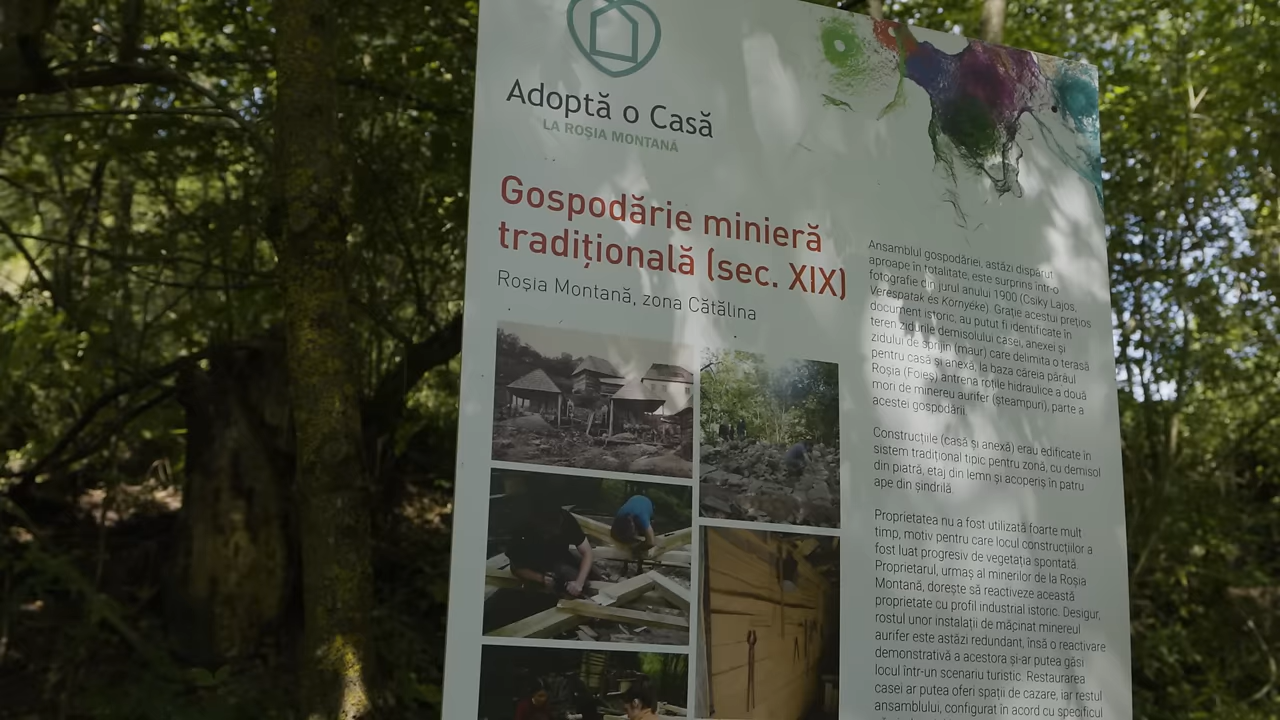 Adoptă o Casă
LA ROȘIA MONTANĂ
Gospodărie minieră
tradițională (sec. XIX)
Roșia Montană, zona Cătălina
Ansamblul gospodăriei, astăzi dispărut
aproape în totalitate, este surprins într-o
fotografie din jurul anului 1900 (Csiky Lajos,
Verespatak és Környéke). Grație acestui prețios
document istoric, au putut fi identificate în
teren zidurile demisolului casei, anexei și
zidului de sprijin (maur) care delimita o terasă
pentru casă și anexă, la baza căreia pârâul
Roșia (Foieș) antrena roțile hidraulice a două
mori de minereu aurifer (șteampuri), parte a
acestei gospodării.
Construcțiile (casă și anexă) erau edificate în
sistem tradițional tipic pentru zonă, cu demisol
din piatră, etaj din lemn și acoperiș în patru
ape din șindrilă.
Proprietatea nu a fost utilizată foarte mult
timp, motiv pentru care locul construcțiilor a
fost luat progresiv de vegetația spontată.
Proprietarul, urmaș al minerilor de la Roșia
Montană, dorește să reactiveze această
proprietate cu profil industrial istoric. Desigur,
rostul unor instalații de măcinat minereul
aurifer este astăzi redundant, însă o reactivare
demonstrativă a acestora și-ar putea găsi
locul într-un scenariu turistic. Restaurarea
casei ar putea oferi spații de cazare, iar restul
ansamblului, configurat în acord cu specificul